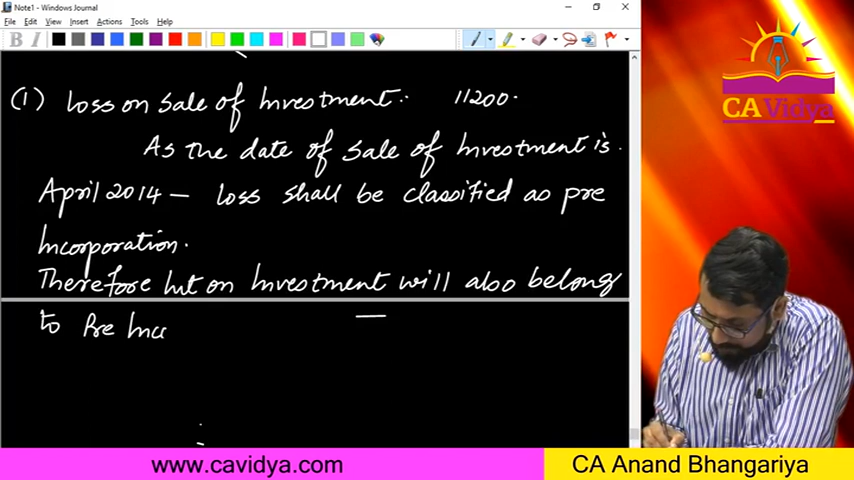 Note1 - Windows Journal
File Edit View Insert Actions Tools Help
B I
CA Vidya
(1) Loss on Sale of Investment. 11200.
As the date of Sale of Investment is.
April 2014 — Loss shall be classified as pre
Incorporation.
Therefore Int on Investment will also belong
to Pre Inco
www.cavidya.com
CA Anand Bhangariya